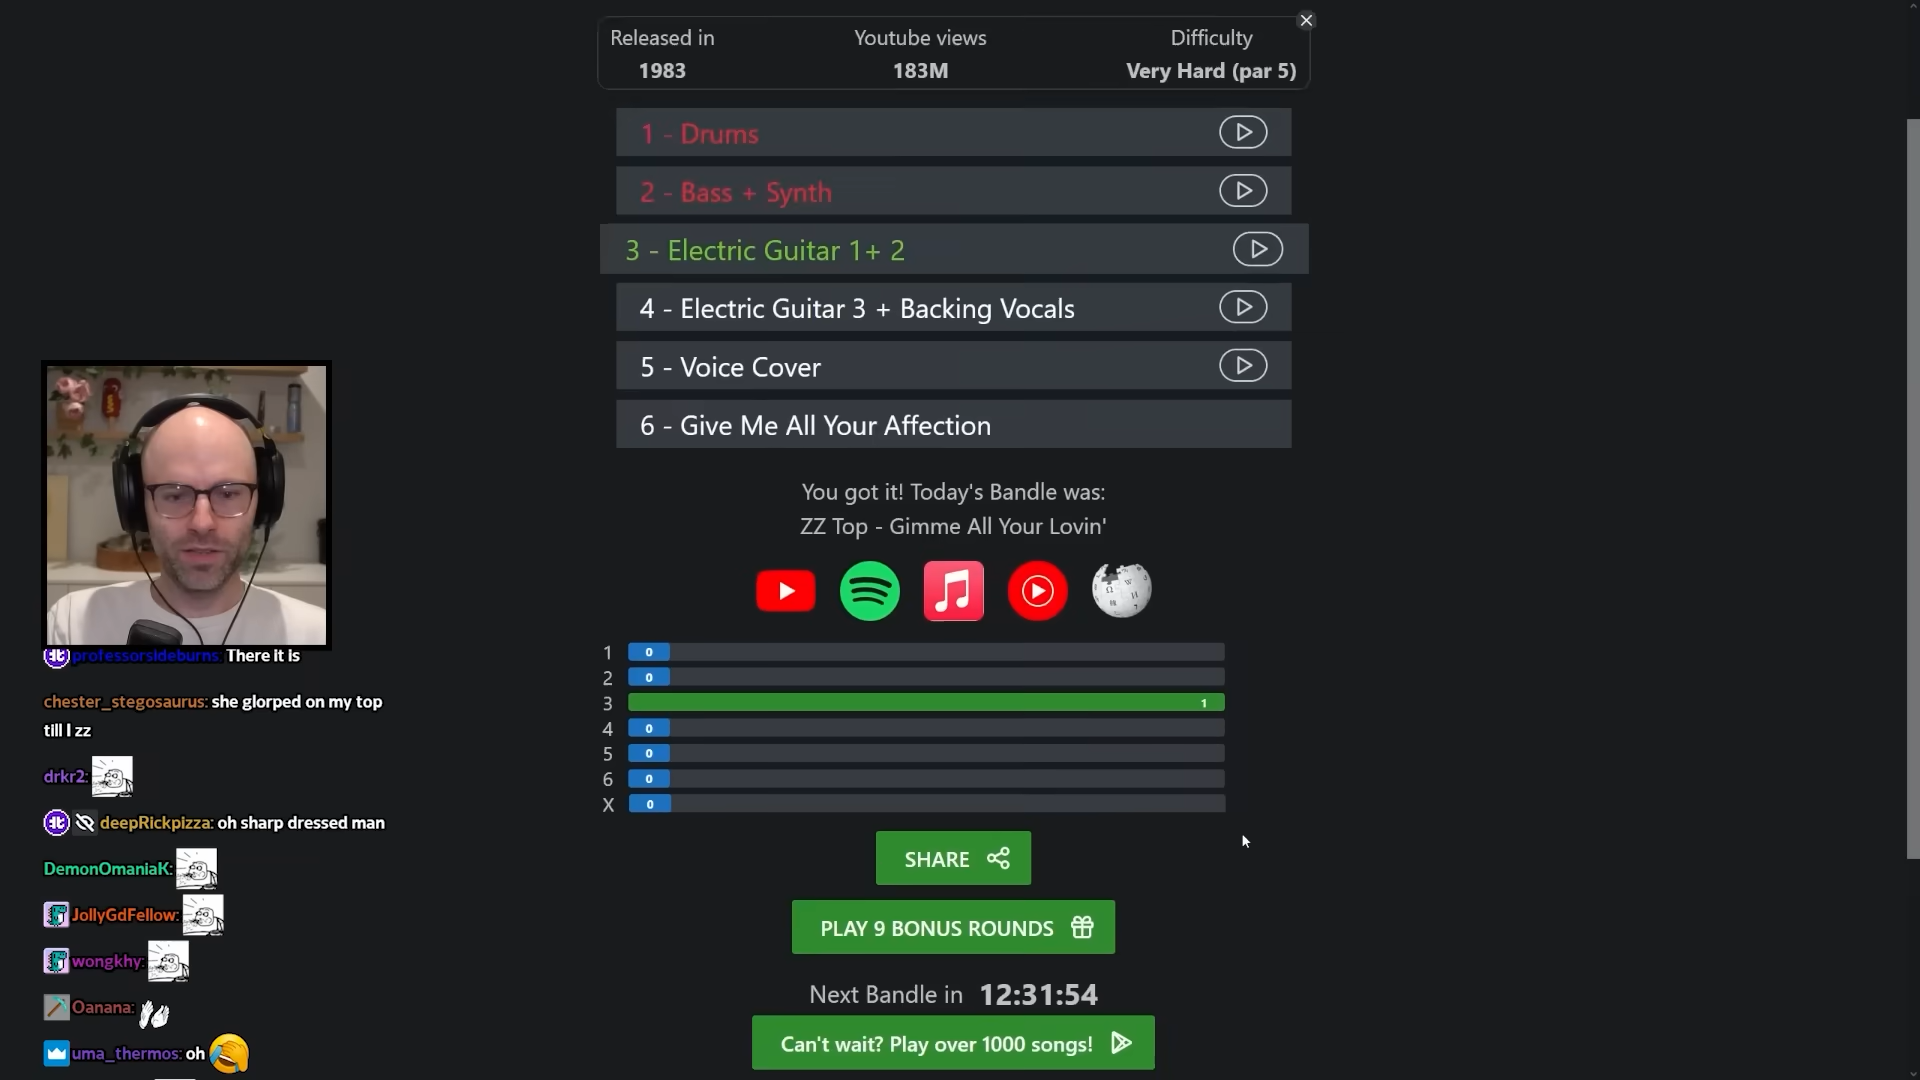 Released in
Youtube views
Difficulty
1983
183M
Very Hard (par 5)
1 - Drums
2 - Bass + Synth
3 - Electric Guitar 1+ 2
4 - Electric Guitar 3 + Backing Vocals
5 - Voice Cover
6 - Give Me All Your Affection
You got it! Today's Bandle was:
ZZ Top - Gimme All Your Lovin'
1 0
2 0
3 1
4 0
5 0
6 0
X 0
SHARE
PLAY 9 BONUS ROUNDS
Next Bandle in 12:31:54
Can't wait? Play over 1000 songs!
professorsideburns: There it is
chester_stegosaurus: she glorped on my top
till I zz
drkr2:
deepRickpizza: oh sharp dressed man
DemonOmaniaK:
JollyGdFellow:
wongkhy:
Oanana:
uma_thermos: oh